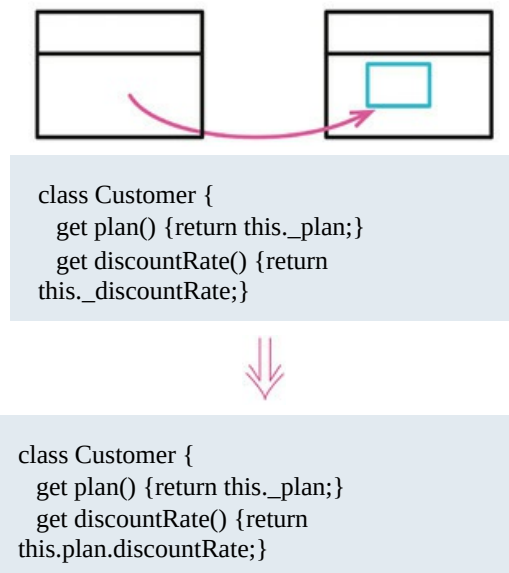 class Customer {
get plan() {return this._plan;}
get discountRate() {return
this._discountRate;}
class Customer {
get plan() {return this._plan;}
get discountRate() {return
this.plan.discountRate;}